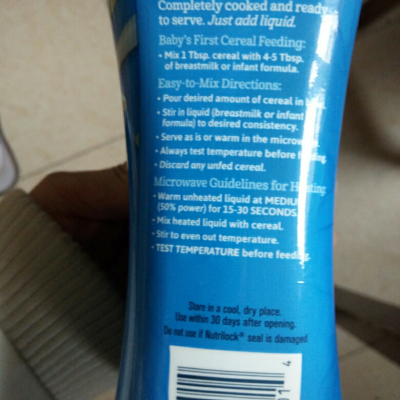 Completely cooked and ready
to serve. Just add liquid.
Baby's First Cereal Feeding:
• Mix 1 Tbsp. cereal with 4-5 Tbsp.
of breastmilk or infant formula.
Easy-to-Mix Directions:
• Pour desired amount of cereal in
• Stir in liquid (breastmilk or infant
formula) to desired consistency.
• Serve as is or warm in the
• Always test temperature before
• Discard any unfed cereal.
Microwave Guidelines for Heating
• Warm unheated liquid at
(50% power) for 15-30 SECONDS
• Mix heated liquid with cereal.
• Stir to even out temperature.
• TEST TEMPERATURE before
Store in a cool, dry place.
Use within 30 days after opening.
Do not use if Nutrilock® seal is damaged
4